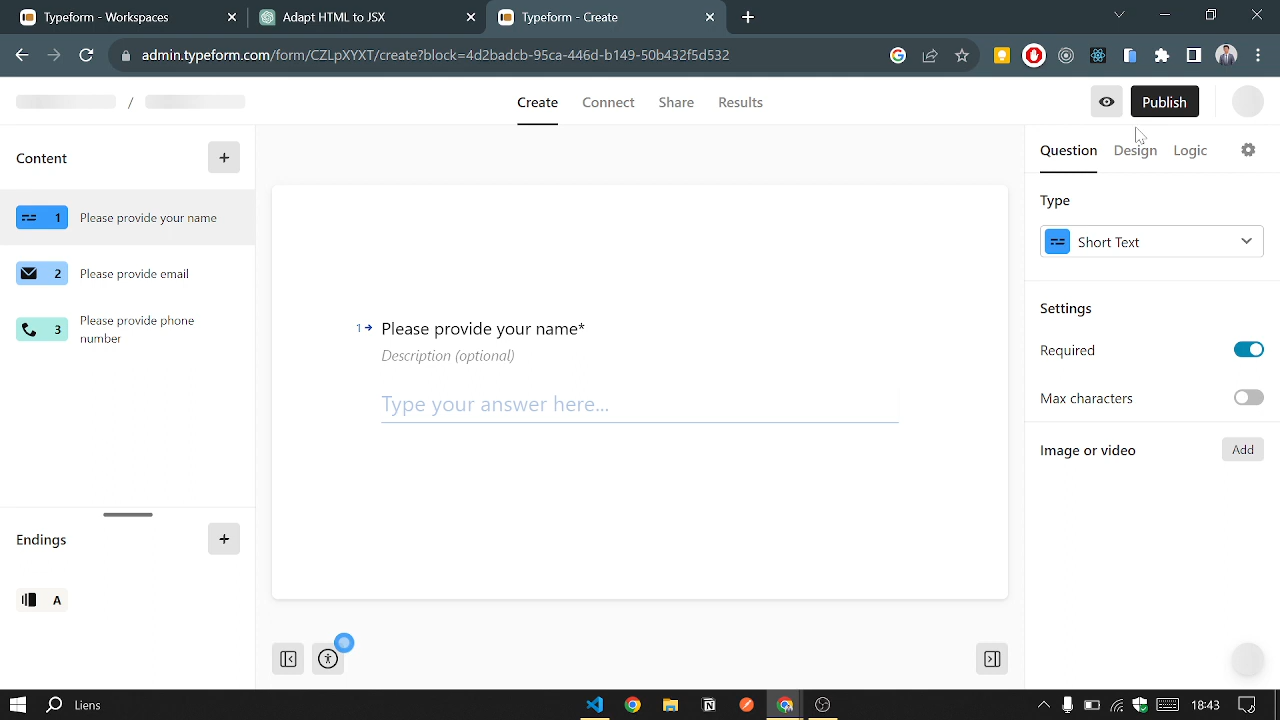 Typeform - Workspaces
Adapt HTML to JSX
Typeform - Create
admin.typeform.com/form/CZLpXYXT/create?block=4d2badcb-95ca-446d-b149-50b432f5d532
/
Create
Connect
Share
Results
Publish
Content
Question
Design
Logic
1
Please provide your name
2
Please provide email
3
Please provide phone
number
Type
Short Text
Settings
Required
Max characters
Image or video
Add
1
Please provide your name*
Description (optional)
Type your answer here...
Endings
A
Liens
18:43